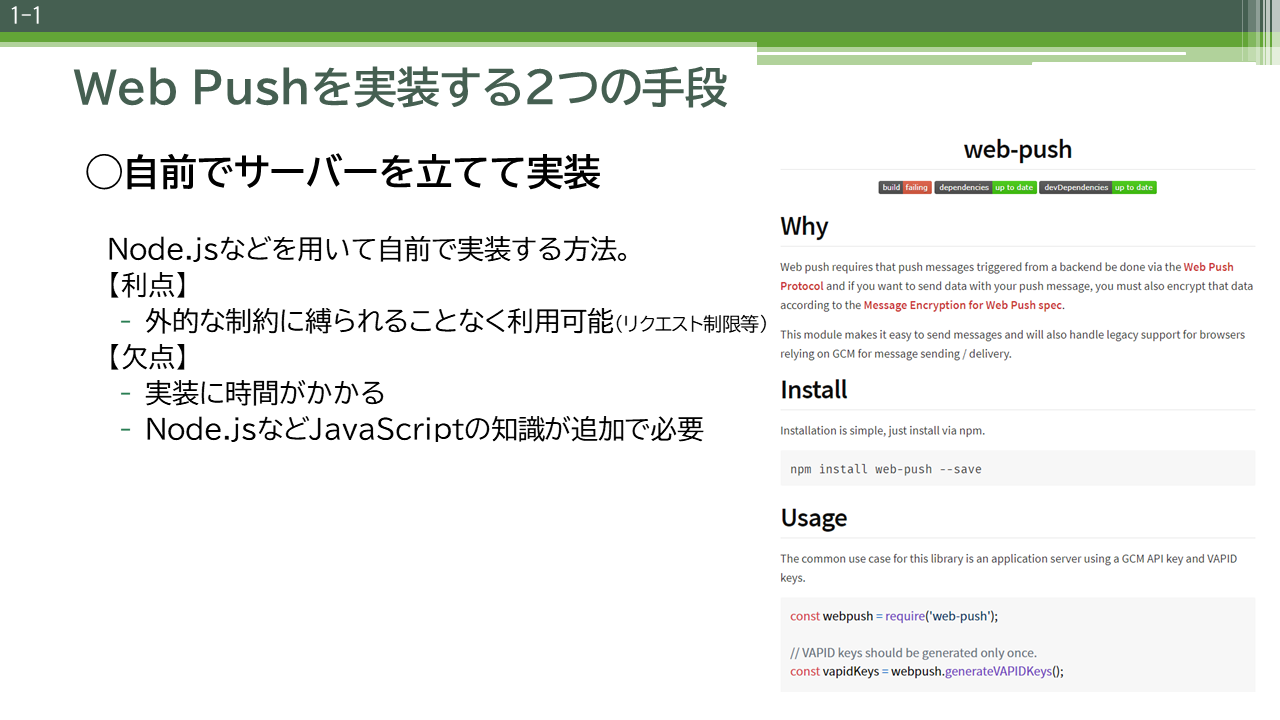 1-1
Web Pushを実装する2つの手段
○自前でサーバーを立てて実装
Node.jsなどを用いて自前で実装する方法。
【利点】
- 外的な制約に縛られることなく利用可能(リクエスト制限等)
【欠点】
- 実装に時間がかかる
- Node.jsなどJavaScriptの知識が追加で必要
web-push
build failing dependencies up to date devDependencies up to date
Why
Web push requires that push messages triggered from a backend be done via the Web Push
Protocol and if you want to send data with your push message, you must also encrypt that data
according to the Message Encryption for Web Push spec.
This module makes it easy to send messages and will also handle legacy support for browsers
relying on GCM for message sending / delivery.
Install
Installation is simple, just install via npm.
npm install web-push --save
Usage
The common use case for this library is an application server using a GCM API key and VAPID
keys.
const webpush = require('web-push');
// VAPID keys should be generated only once.
const vapidKeys = webpush.generateVAPIDKeys();